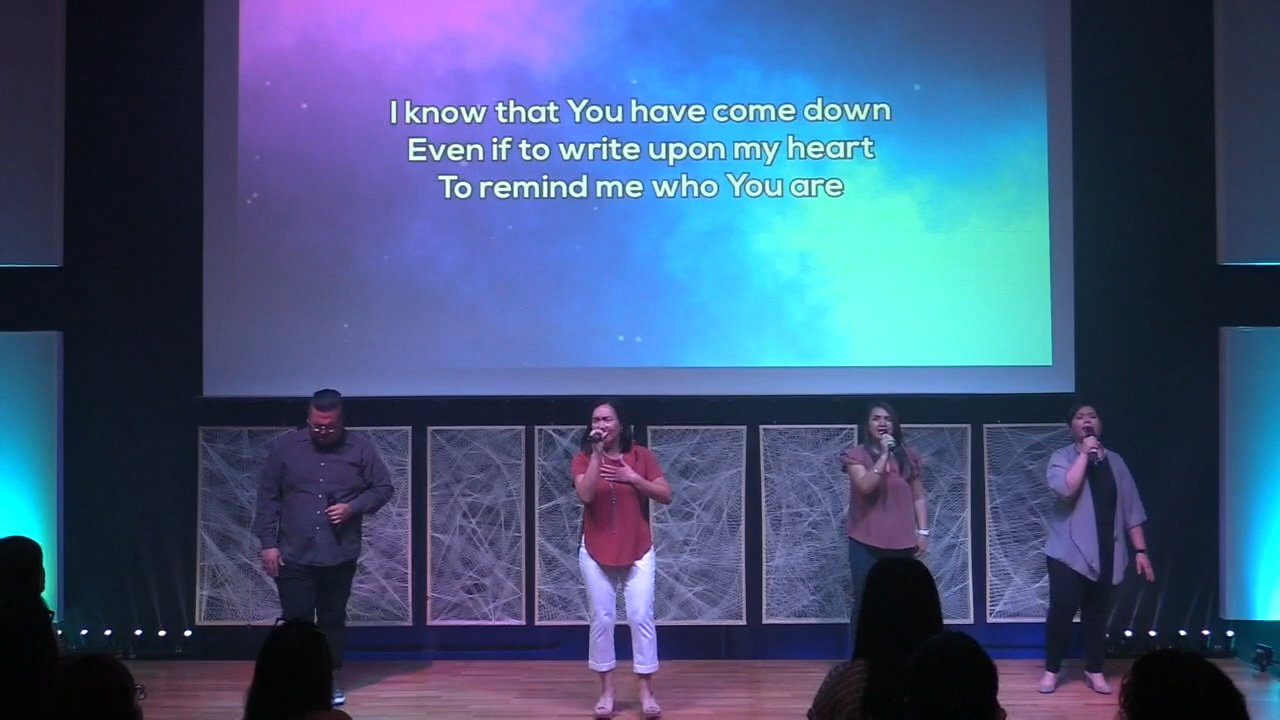 I know that You have come down
Even if to write upon my heart
To remind me who You are